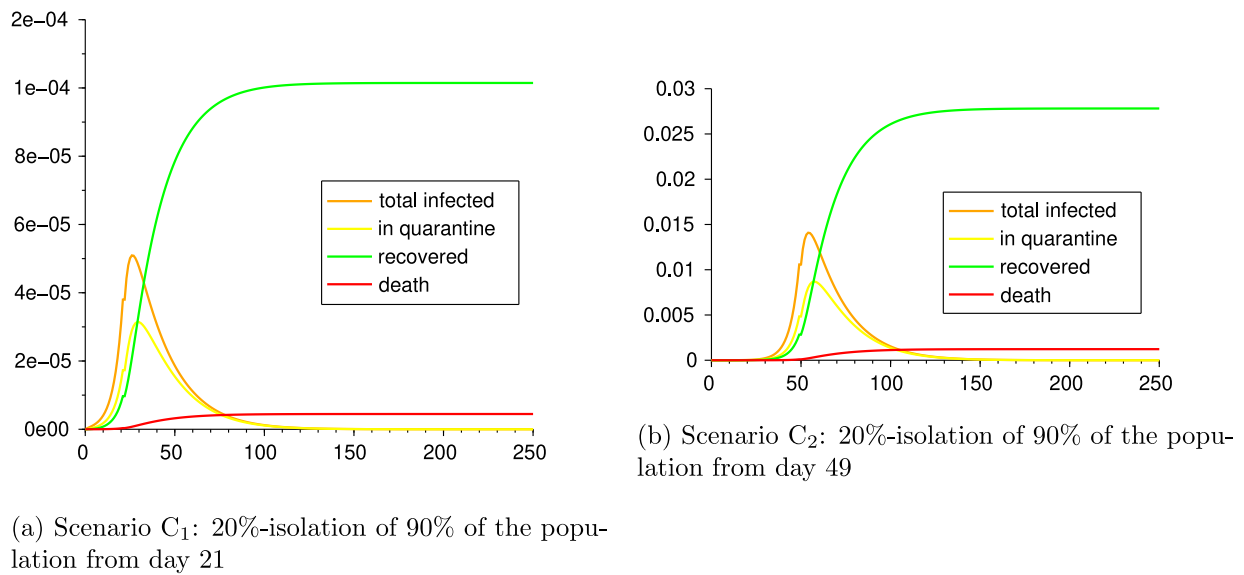 2e−04
1e−04
8e−05
6e−05
4e−05
2e−05
0e00
0 50 100 150 200 250
total infected
in quarantine
recovered
death
(a) Scenario C₁: 20%-isolation of 90% of the popu-
lation from day 21
0.03
0.025
0.02
0.015
0.01
0.005
0
0 50 100 150 200 250
total infected
in quarantine
recovered
death
(b) Scenario C₂: 20%-isolation of 90% of the popu-
lation from day 49